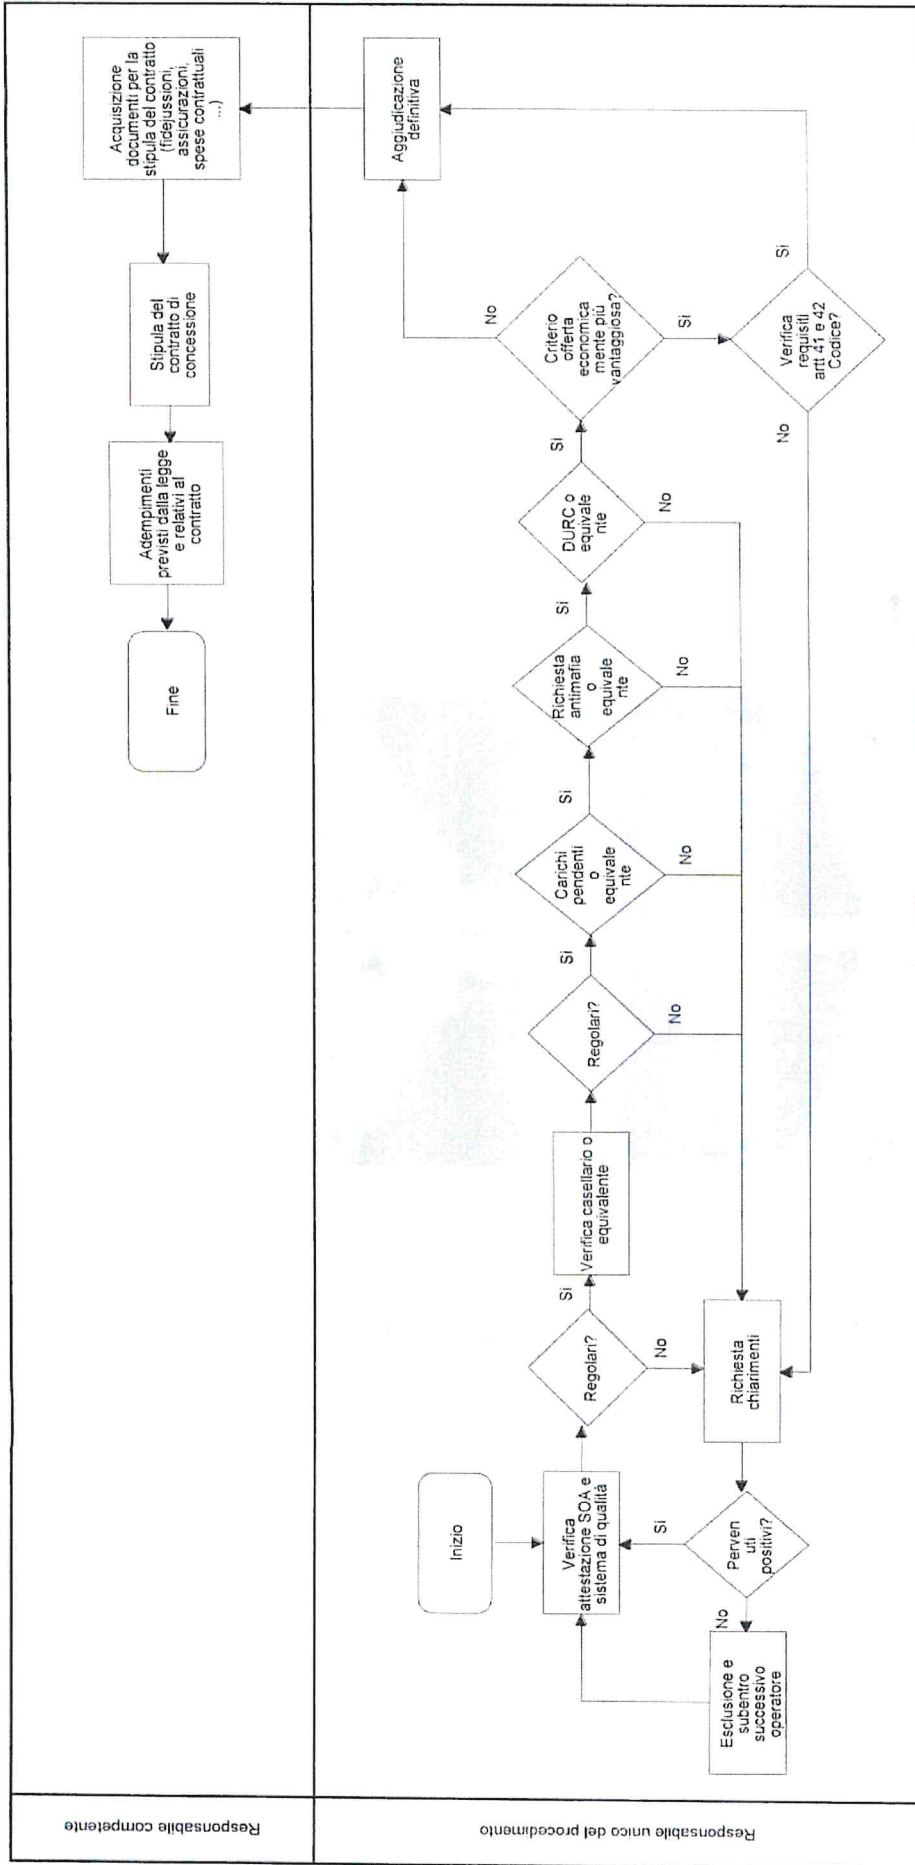 Responsabile competente
Acquisizione
documenti per la
stipula del contratto
(fidejussioni,
assicurazioni,
spese contrattuali
...)
Stipula del
contratto di
concessione
Adempimenti
previsti dalla legge
e relativi al
contratto
Fine
Responsabile unico del procedimento
Inizio
Verifica
attestazione SOA e
sistema di qualità
Regolari?
Si
No
Verifica casellario o
equivalente
Regolari?
Si
No
Carichi
pendenti
o
equivale
nte
Si
No
Richiesta
antimafia
o
equivale
nte
Si
No
DURC o
equivale
nte
Si
No
Criterio
offerta
economica
mente più
vantaggiosa?
No
Si
Aggiudicazione
definitiva
Verifica
requisiti
artt 41 e 42
Codice?
Si
No
Richiesta
chiarimenti
Perven
uti
positivi?
Si
No
Esclusione e
subentro
successivo
operatore